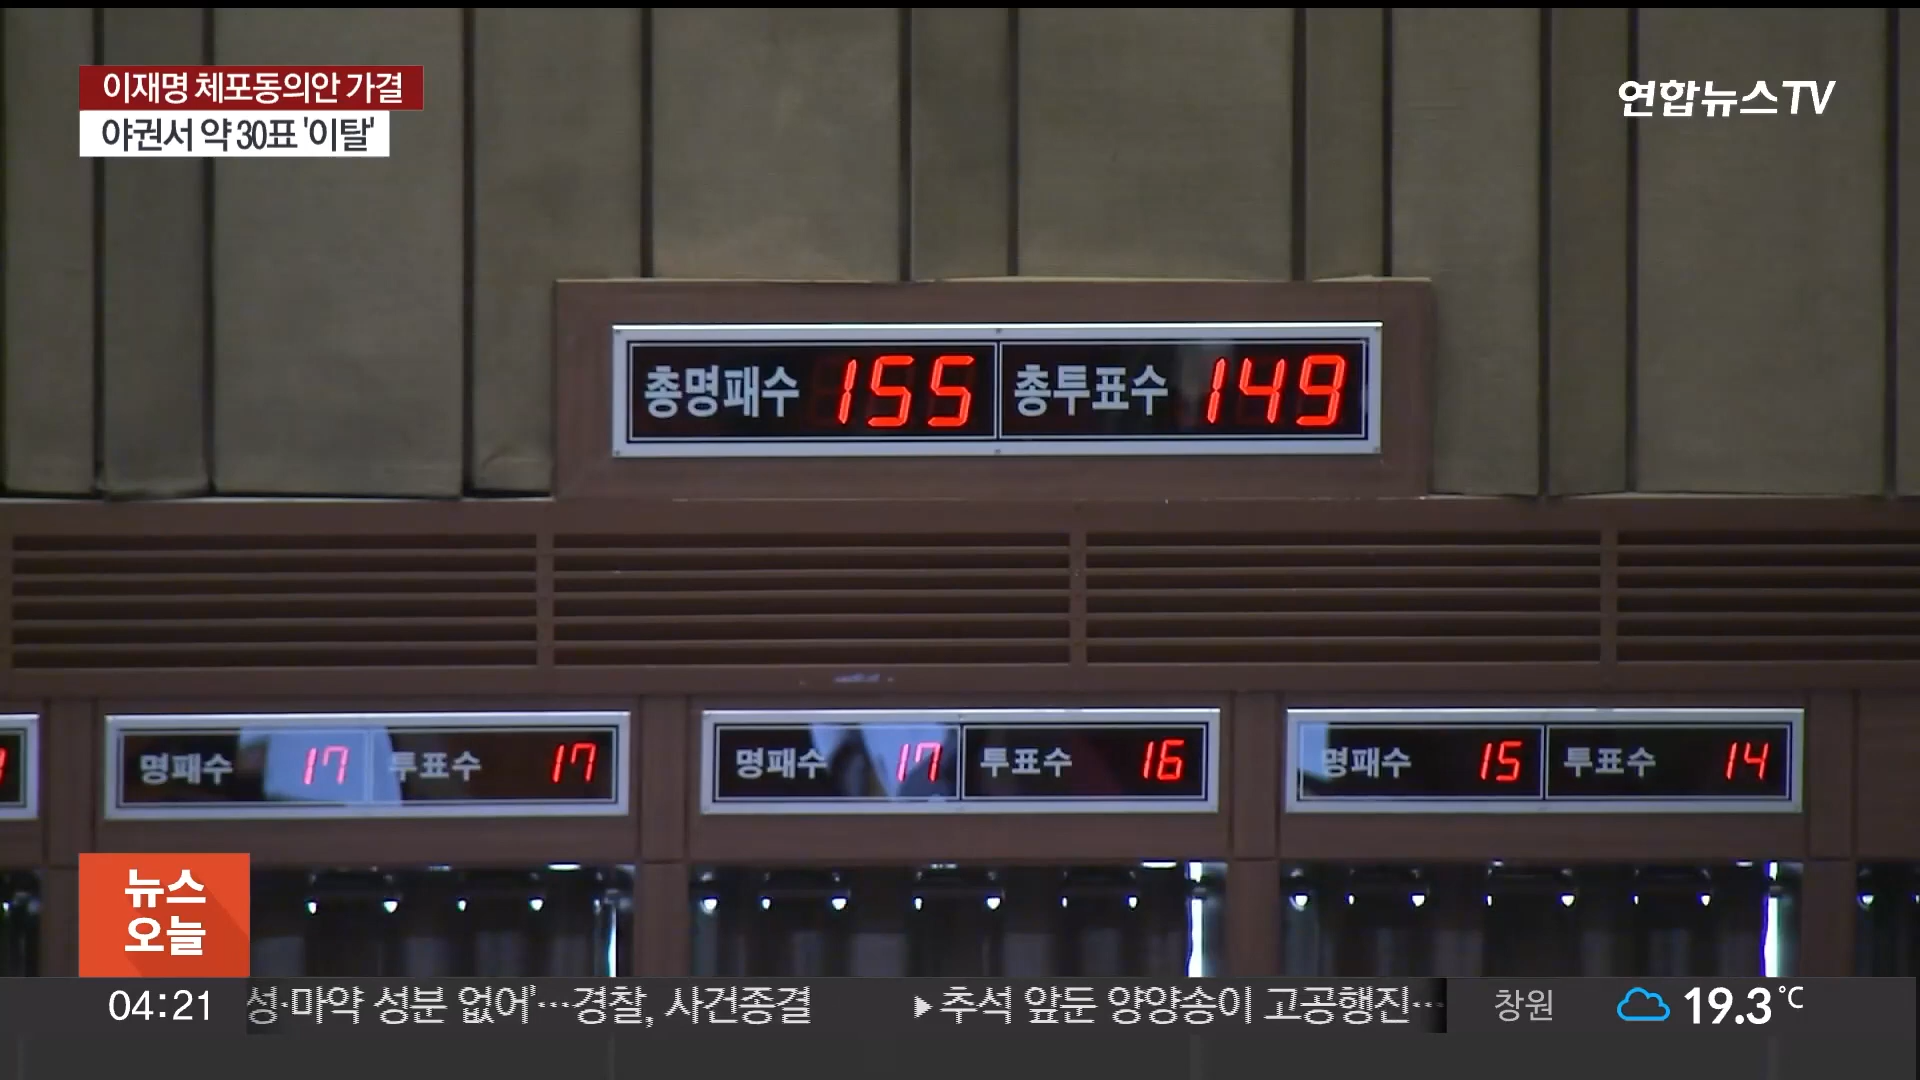 이재명 체포동의안 가결
야권서 약 30표 '이탈'
연합뉴스TV
총명패수 155 총투표수 149
명패수 17 투표수 17
명패수 17 투표수 16
명패수 15 투표수 14
뉴스
오늘
04:21
성·마약 성분 없어'…경찰, 사건종결 ▶추석 앞둔 양양송이 고공행진…
창원 19.3℃